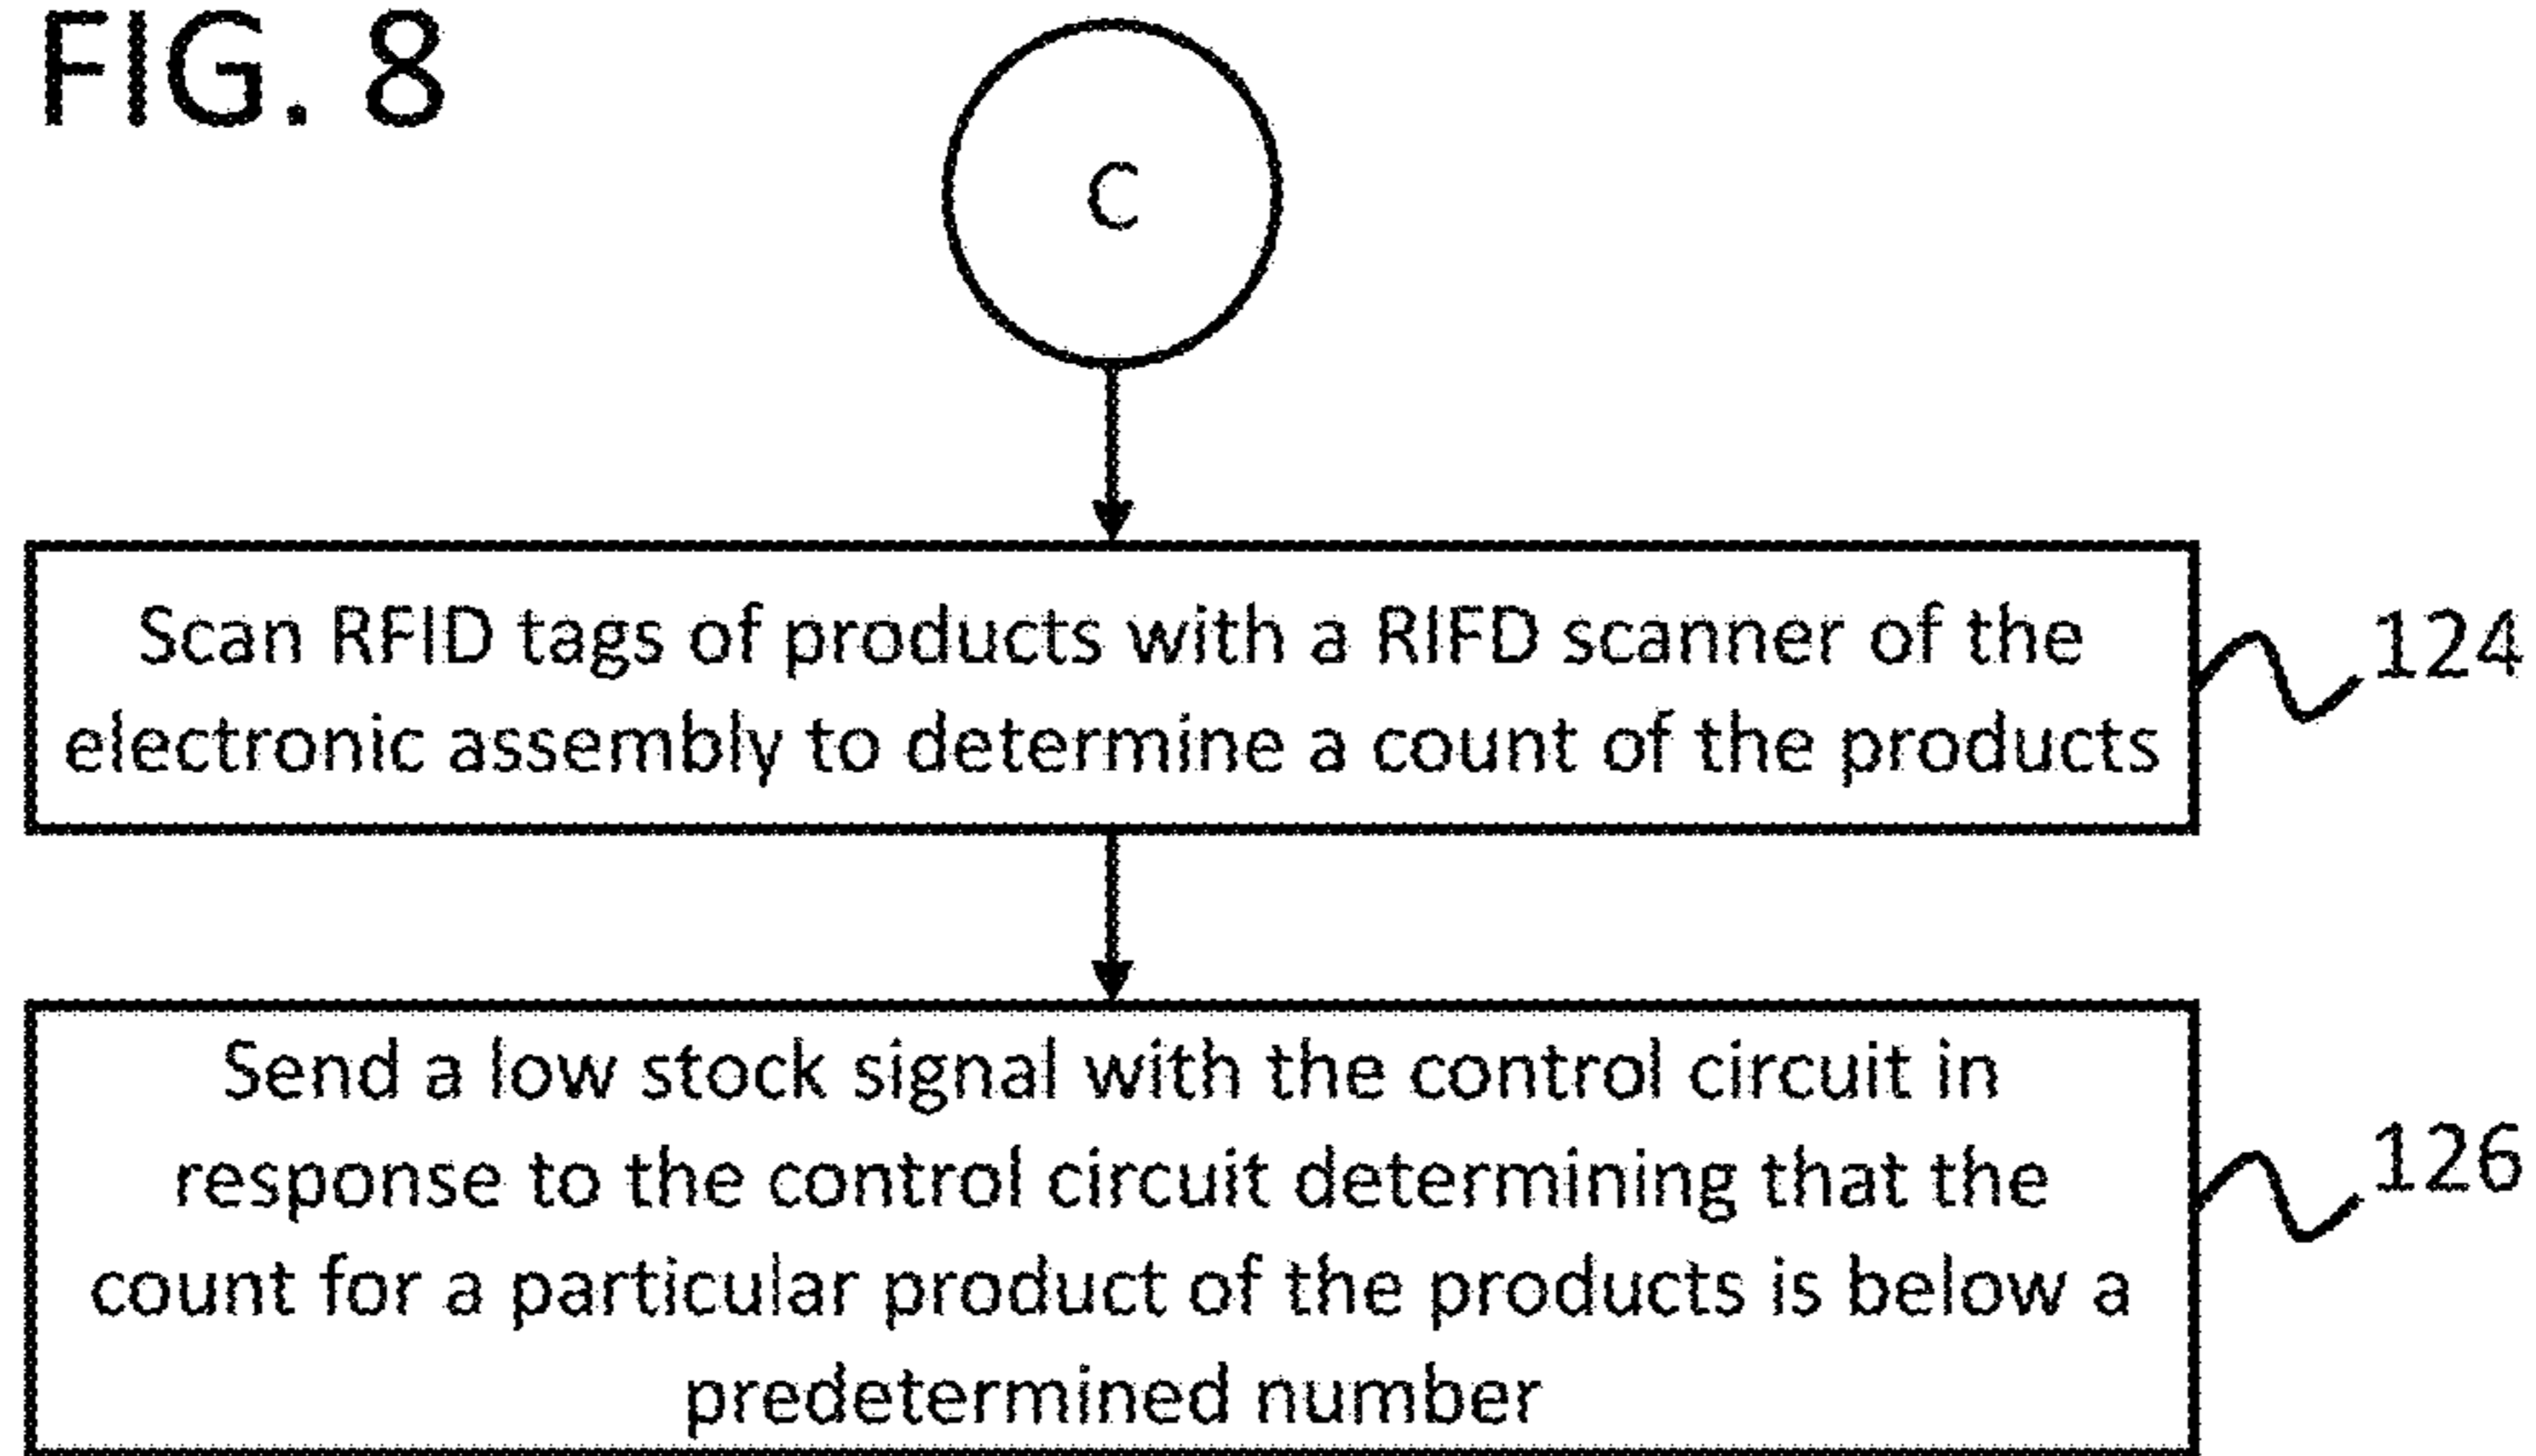 FIG. 8
C
Scan RFID tags of products with a RIFD scanner of the
electronic assembly to determine a count of the products
124
Send a low stock signal with the control circuit in
response to the control circuit determining that the
count for a particular product of the products is below a
predetermined number
126